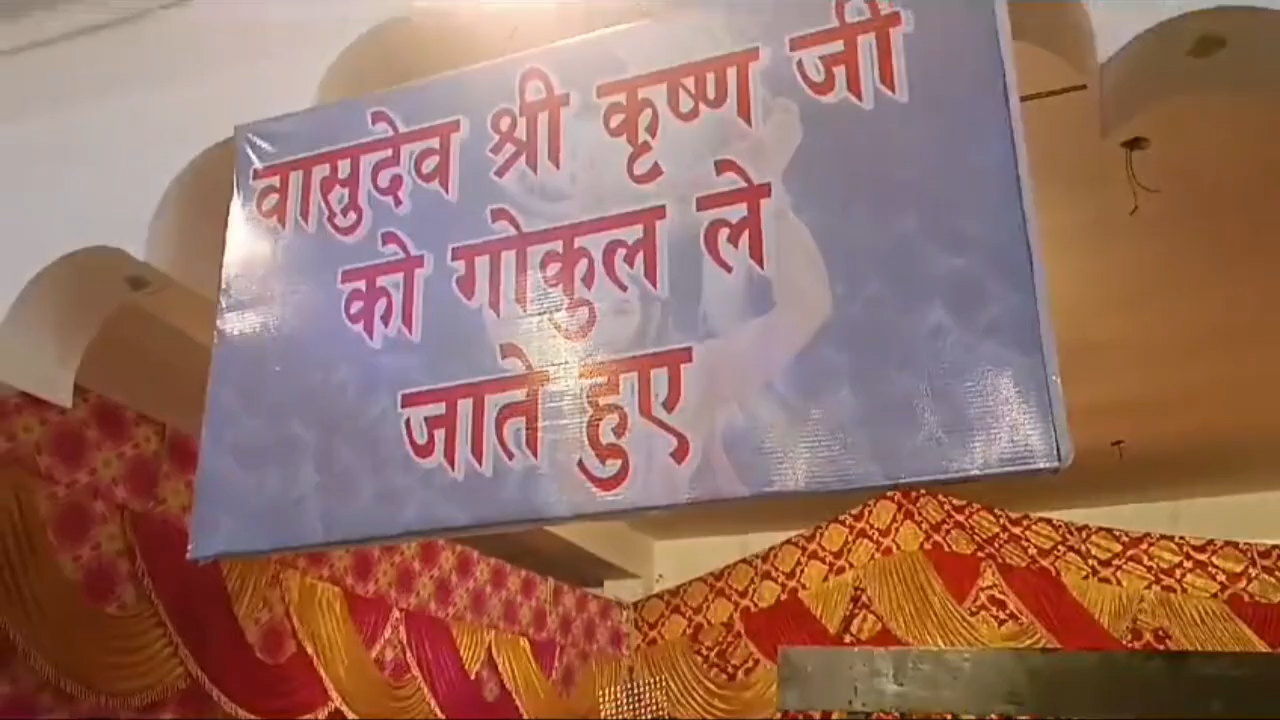 वासुदेव श्री कृष्ण जी
को गोकुल ले
जाते हुए